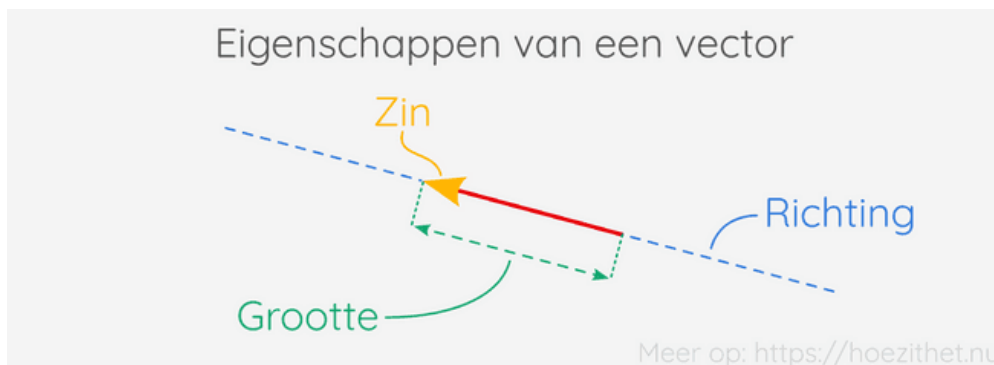 Eigenschappen van een vector
Zin
Richting
Grootte
Meer op: https://hoezithet.nu